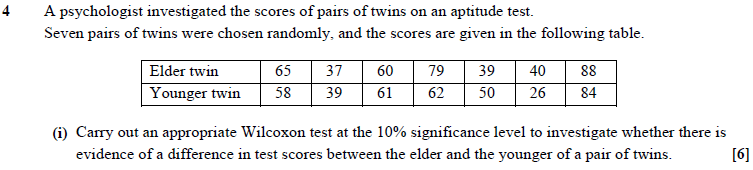 4 A psychologist investigated the scores of pairs of twins on an aptitude test.
Seven pairs of twins were chosen randomly, and the scores are given in the following table.
Elder twin 65 37 60 79 39 40 88
Younger twin 58 39 61 62 50 26 84
(i) Carry out an appropriate Wilcoxon test at the 10% significance level to investigate whether there is
evidence of a difference in test scores between the elder and the younger of a pair of twins. [6]